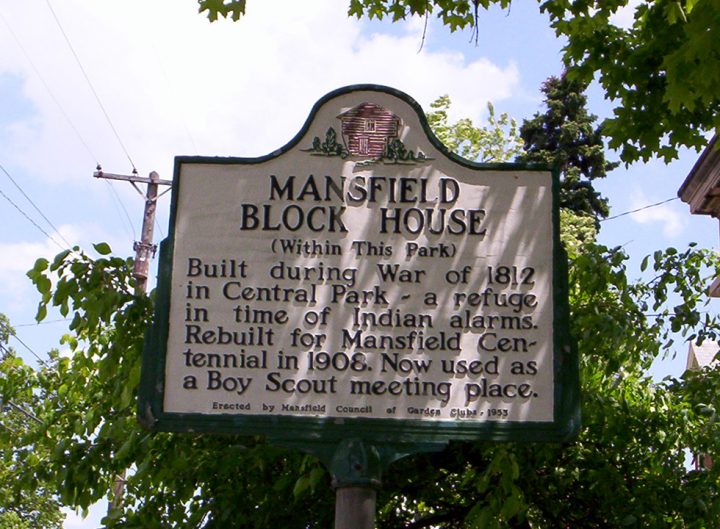 MANSFIELD
BLOCK HOUSE
(Within This Park)
Built during War of 1812
in Central Park - a refuge
in time of Indian alarms.
Rebuilt for Mansfield Cen-
tennial in 1908. Now used as
a Boy Scout meeting place.
Erected by Mansfield Council of Garden Clubs, 1953